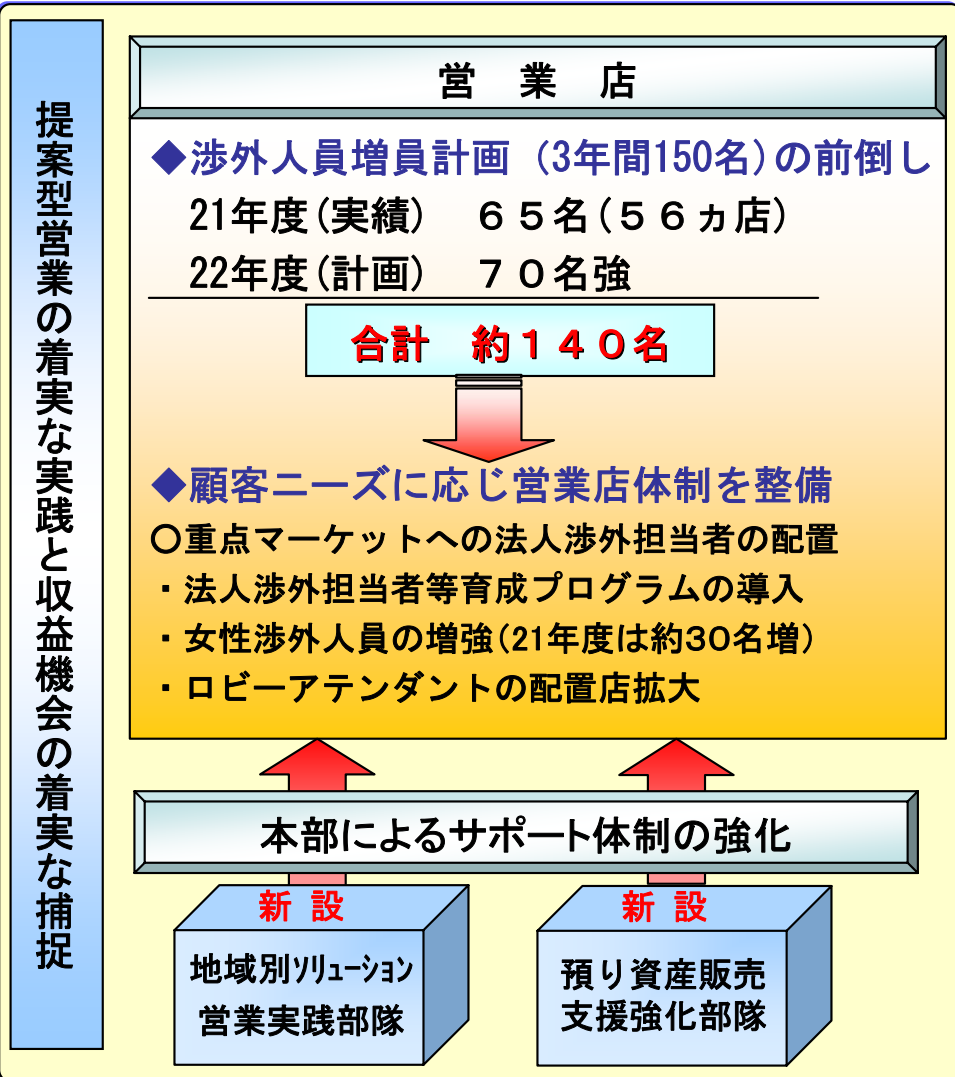 提案型営業の着実な実践と収益機会の着実な捕捉
営　業　店
◆渉外人員増員計画（3年間150名）の前倒し
21年度（実績）　６５名（５６ヵ店）
22年度（計画）　７０名強
合計　約１４０名
◆顧客ニーズに応じ営業店体制を整備
○重点マーケットへの法人渉外担当者の配置
・法人渉外担当者等育成プログラムの導入
・女性渉外人員の増強（21年度は約３０名増）
・ロビーアテンダントの配置店拡大
本部によるサポート体制の強化
新 設
地域別ｿﾘｭｰｼｮﾝ
営業実践部隊
新 設
預り資産販売
支援強化部隊